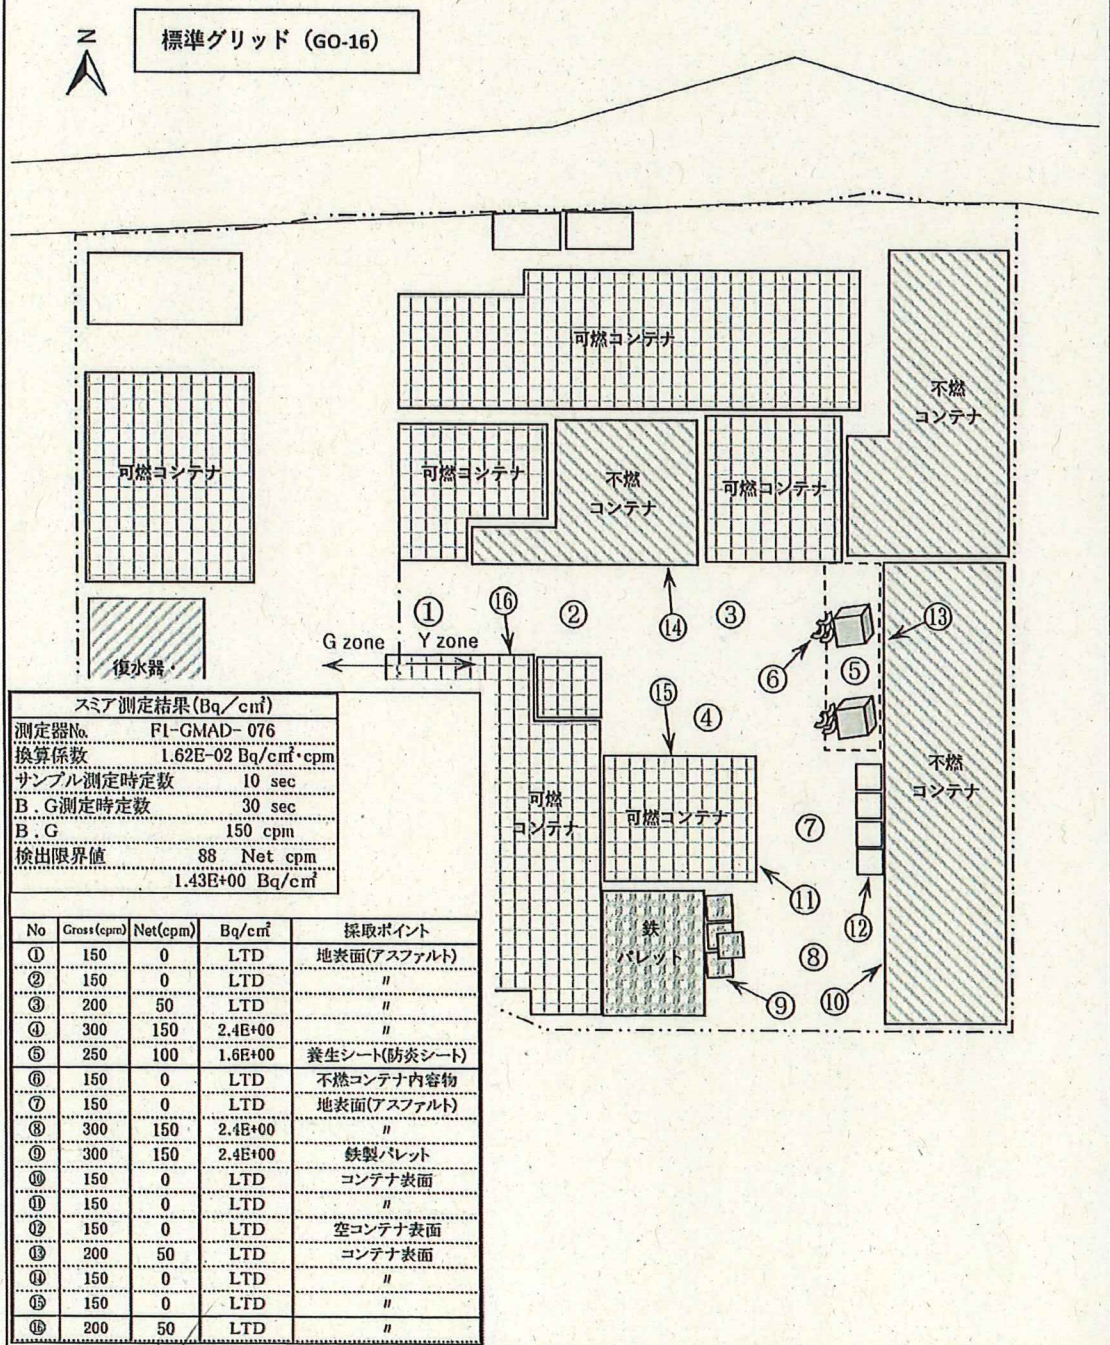 N
標準グリッド（GO-16）
可燃コンテナ
不燃
コンテナ
可燃コンテナ
可燃コンテナ
不燃
コンテナ
可燃コンテナ
① ⑯ ② ⑭ ③ ⑬
G zone Y zone
⑥ ⑤
復水器・
⑮ ④
不燃
コンテナ
可燃
コンテナ
可燃コンテナ
⑦
⑪
⑫
鉄
パレット
⑧
⑨ ⑩
スミア測定結果(Bq/c㎡)
測定器No. F1-GMAD-076
換算係数 1.62E-02 Bq/c㎡・cpm
サンプル測定時定数 10 sec
B.G測定時定数 30 sec
B.G 150 cpm
検出限界値 88 Net cpm
1.43E+00 Bq/c㎡
No Gross(cpm) Net(cpm) Bq/c㎡ 採取ポイント
① 150 0 LTD 地表面(アスファルト)
② 150 0 LTD 〃
③ 200 50 LTD 〃
④ 300 150 2.4E+00 〃
⑤ 250 100 1.6E+00 養生シート(防炎シート)
⑥ 150 0 LTD 不燃コンテナ内容物
⑦ 150 0 LTD 地表面(アスファルト)
⑧ 300 150 2.4E+00 〃
⑨ 300 150 2.4E+00 鉄製パレット
⑩ 150 0 LTD コンテナ表面
⑪ 150 0 LTD 〃
⑫ 150 0 LTD 空コンテナ表面
⑬ 200 50 LTD コンテナ表面
⑭ 150 0 LTD 〃
⑮ 150 0 LTD 〃
⑯ 200 50 LTD 〃